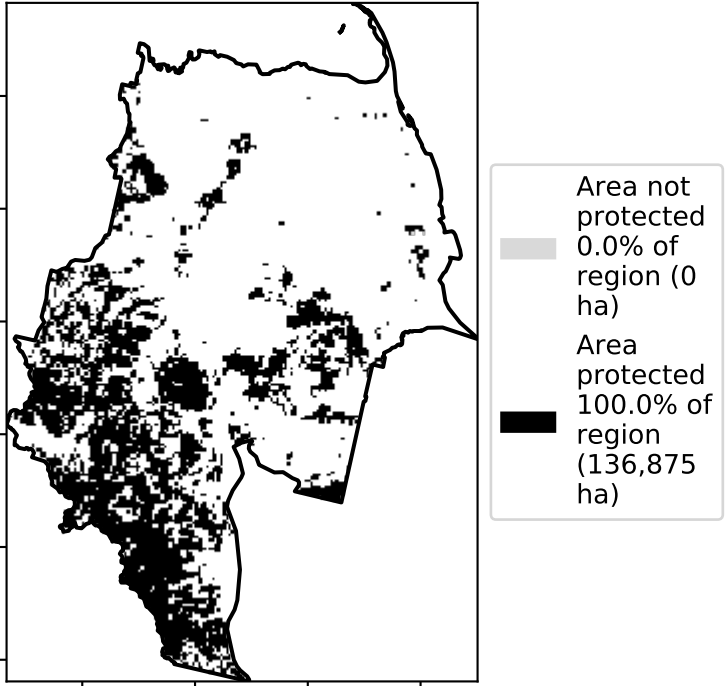 Area not
protected
0.0% of
region (0
ha)
Area
protected
100.0% of
region
(136,875
ha)